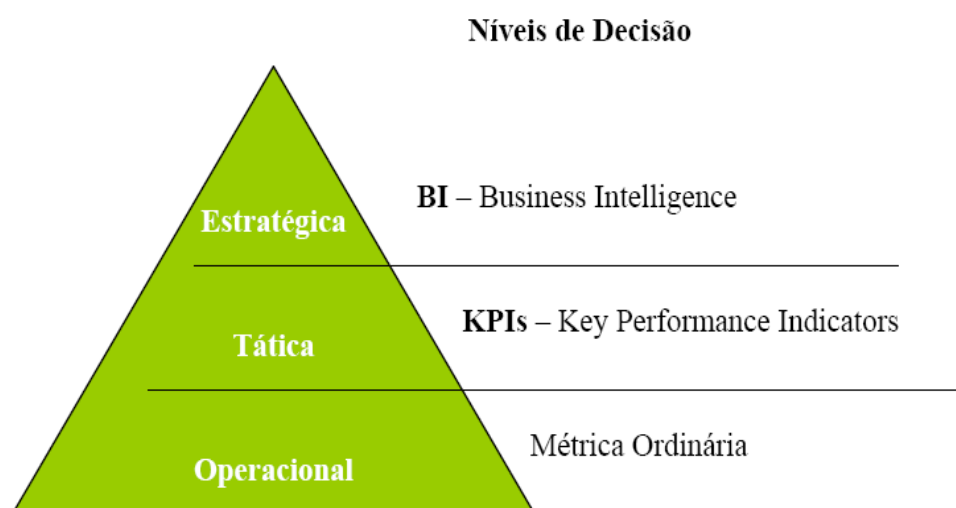 Níveis de Decisão
BI – Business Intelligence
Estratégica
KPIs – Key Performance Indicators
Tática
Métrica Ordinária
Operacional